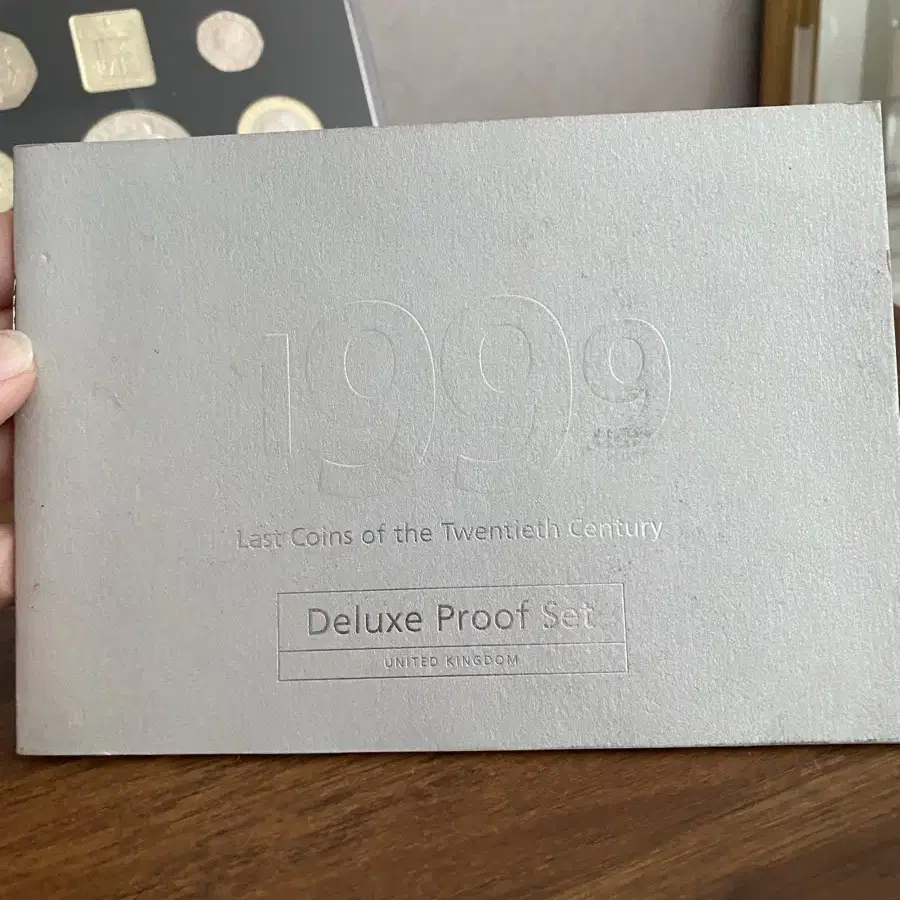 1999
Last Coins of the Twentieth Century
Deluxe Proof Set
UNITED KINGDOM